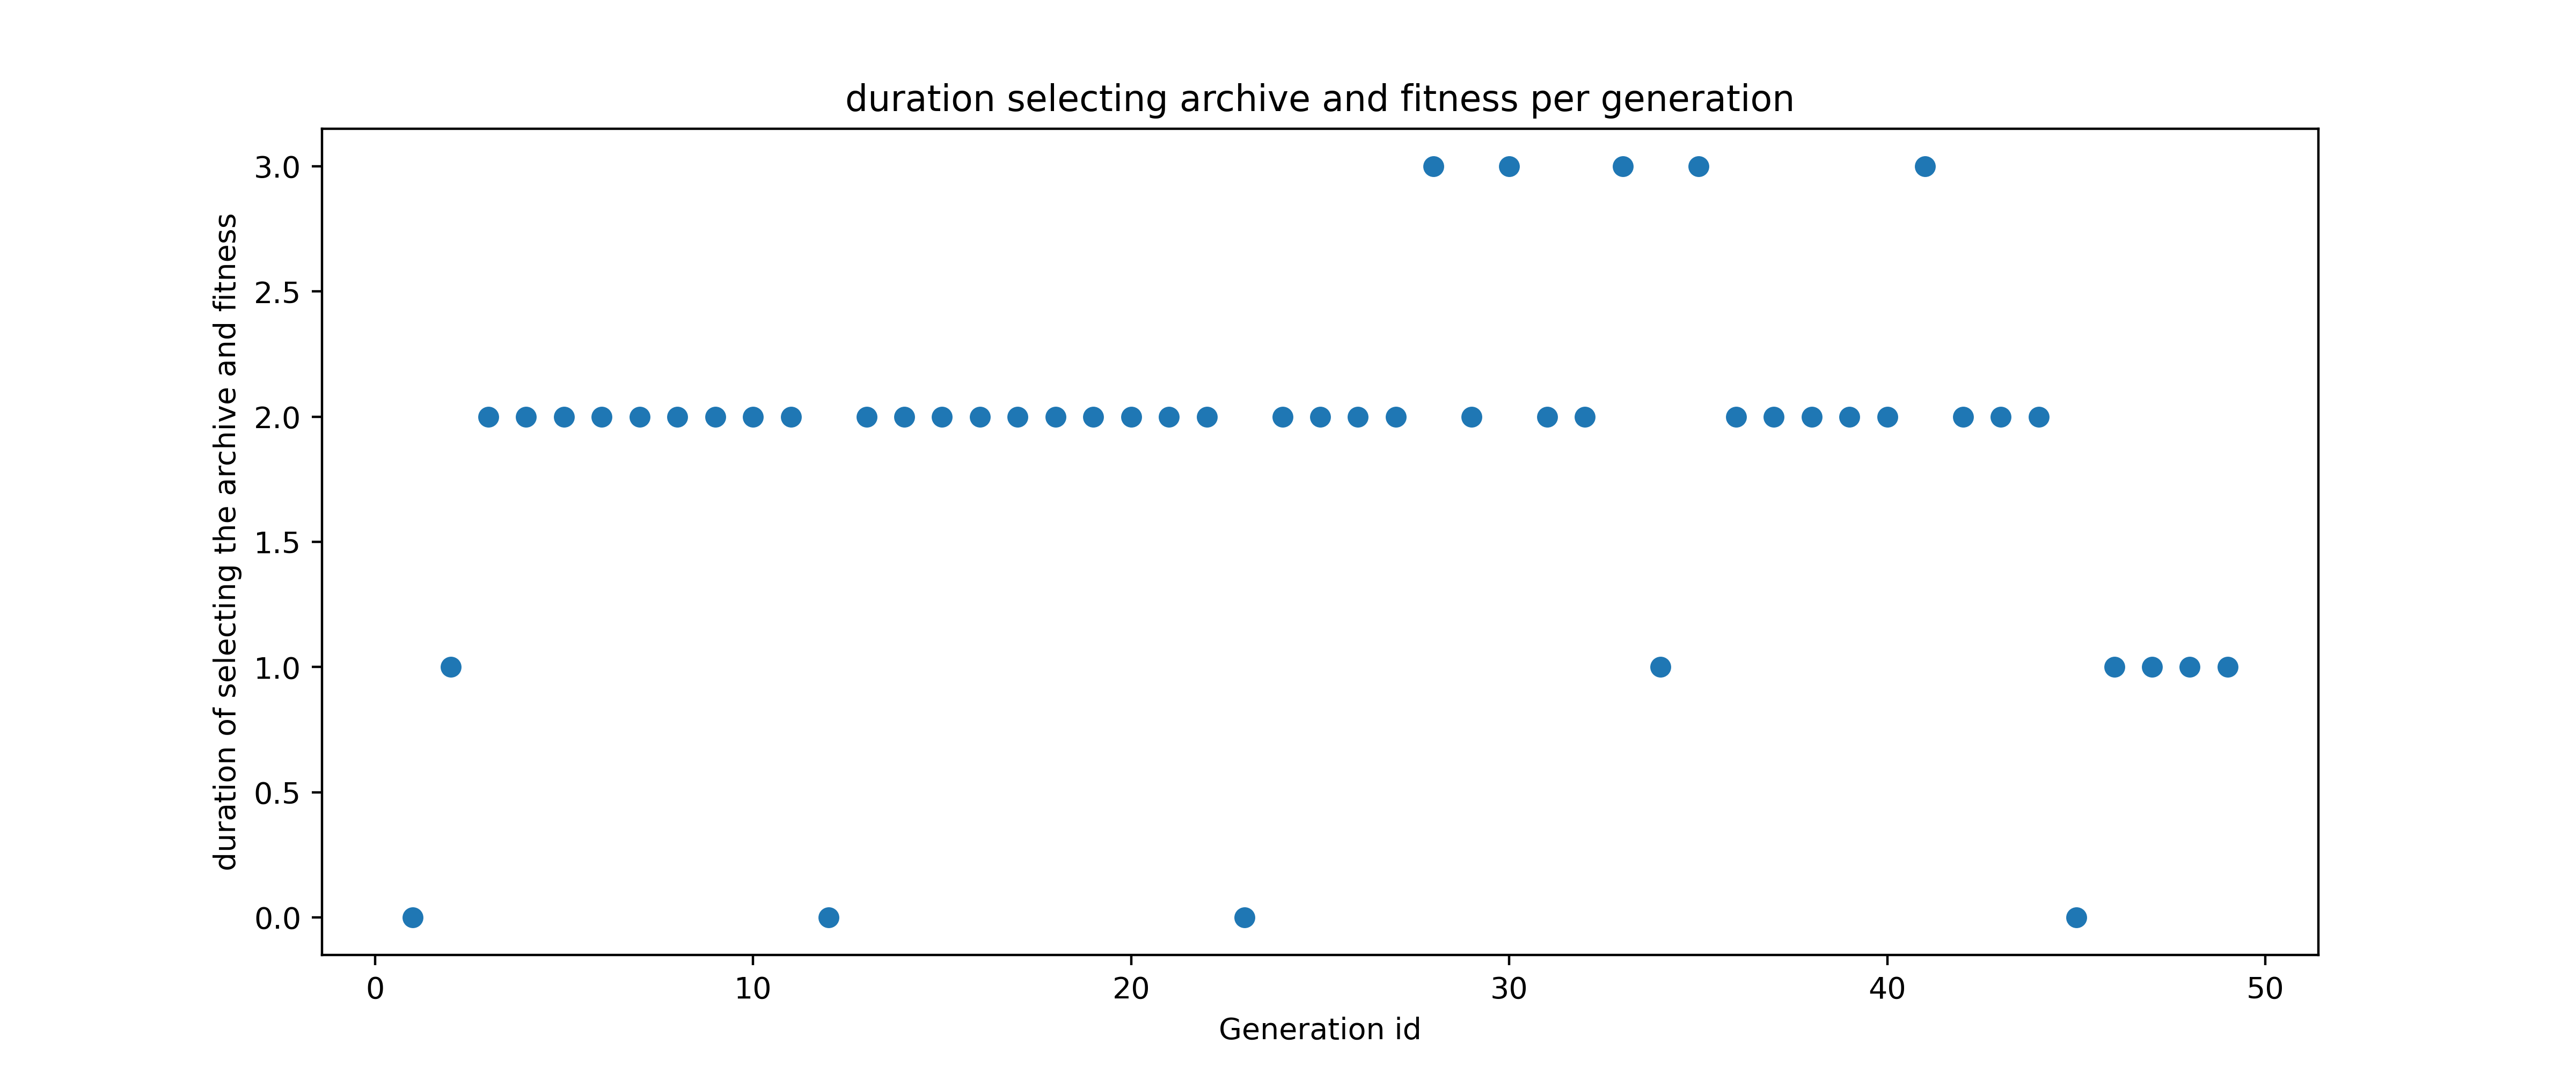 duration selecting archive and fitness per generation
duration of selecting the archive and fitness
3.0
2.5
2.0
1.5
1.0
0.5
0.0
0 10 20 30 40 50
Generation id